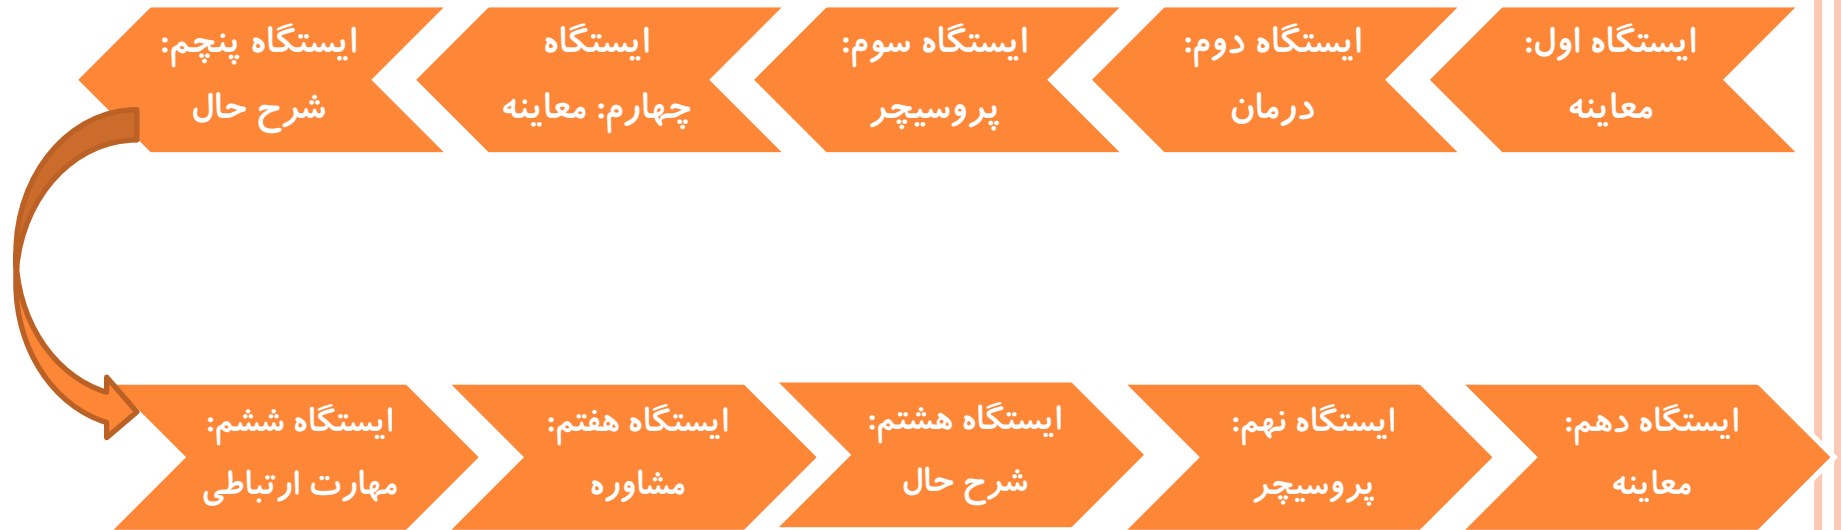 ایستگاه اول:
معاینه
ایستگاه دوم:
درمان
ایستگاه سوم:
پروسیچر
ایستگاه
چهارم: معاینه
ایستگاه پنچم:
شرح حال
ایستگاه ششم:
مهارت ارتباطی
ایستگاه هفتم:
مشاوره
ایستگاه هشتم:
شرح حال
ایستگاه نهم:
پروسیچر
ایستگاه دهم:
معاینه